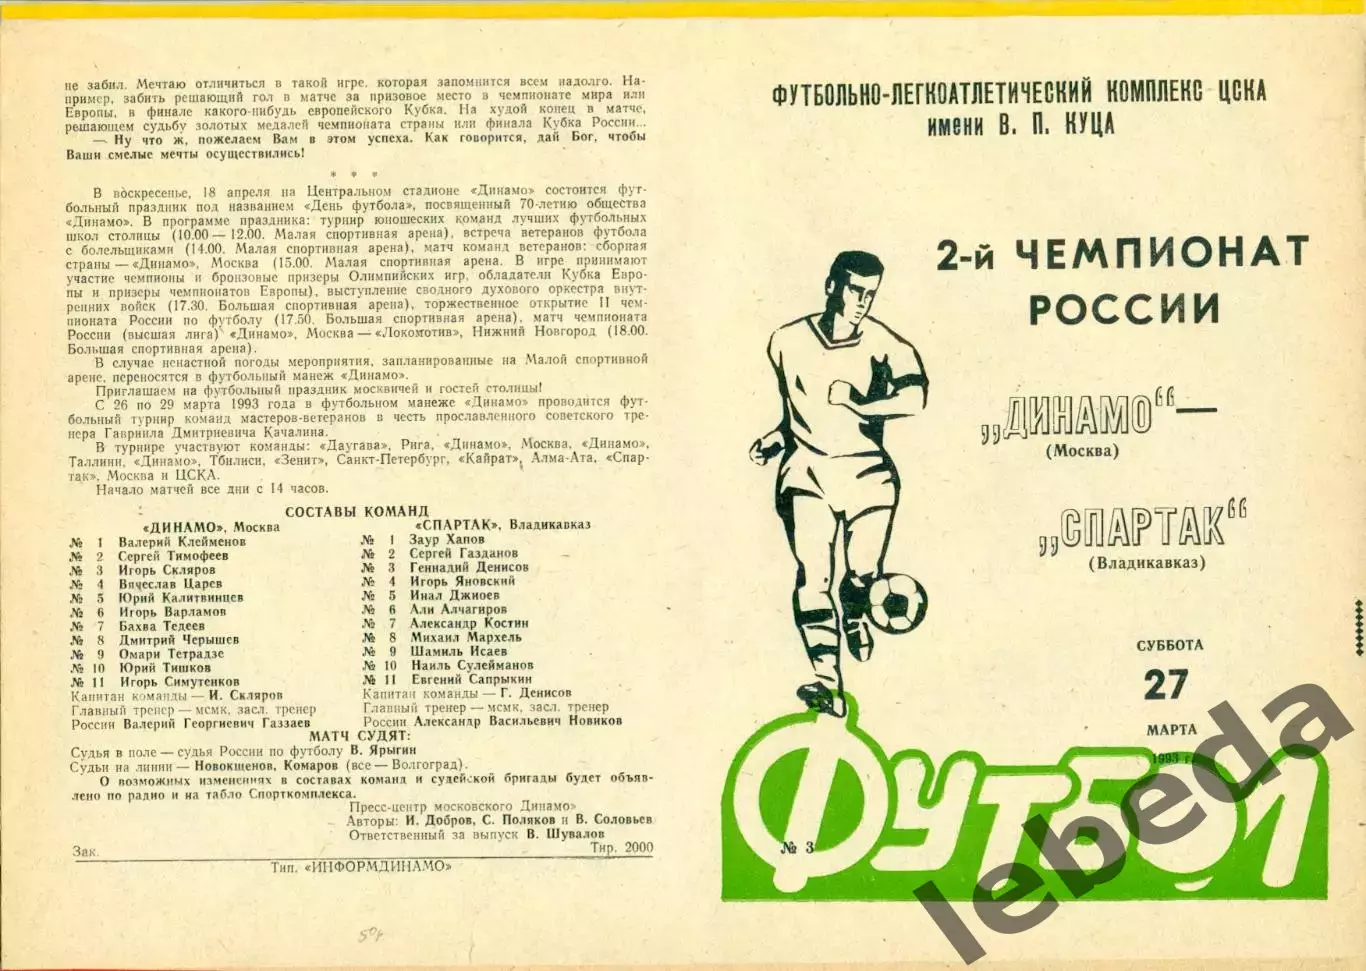 не забил. Мечтаю отличиться в такой игре, которая запомнится всем надолго. На-
пример, забить решающий гол в матче за призовое место в чемпионате мира или
Европы, в финале какого-нибудь европейского Кубка. На худой конец в матче,
решающем судьбу золотых медалей чемпионата страны или финала Кубка России...
— Ну что ж, пожелаем Вам в этом успеха. Как говорится, дай Бог, чтобы
Ваши смелые мечты осуществились!
* * *
В воскресенье, 18 апреля на Центральном стадионе «Динамо» состоится фут-
больный праздник под названием «День футбола», посвященный 70-летию общества
«Динамо». В программе праздника: турнир юношеских команд лучших футбольных
школ столицы (10.00 — 12.00. Малая спортивная арена), встреча ветеранов футбола
с болельщиками (14.00. Малая спортивная арена), матч команд ветеранов: сборная
страны — «Динамо», Москва (15.00. Малая спортивная арена. В игре принимают
участие чемпионы и бронзовые призеры Олимпийских игр, обладатели Кубка Евро-
пы и призеры чемпионатов Европы), выступление сводного духового оркестра внут-
ренних войск (17.30. Большая спортивная арена), торжественное открытие II чем-
пионата России по футболу (17.50. Большая спортивная арена), матч чемпионата
России (высшая лига) «Динамо», Москва — «Локомотив», Нижний Новгород (18.00.
Большая спортивная арена).
В случае ненастной погоды мероприятия, запланированные на Малой спортивной
арене, переносятся в футбольный манеж «Динамо».
Приглашаем на футбольный праздник москвичей и гостей столицы!
С 26 по 29 марта 1993 года в футбольном манеже «Динамо» проводится фут-
больный турнир команд мастеров-ветеранов в честь прославленного советского тре-
нера Гавриила Дмитриевича Качалина.
В турнире участвуют команды: «Даугава», Рига, «Динамо», Москва, «Динамо»,
Таллинн, «Динамо», Тбилиси, «Зенит», Санкт-Петербург, «Кайрат», Алма-Ата, «Спар-
так», Москва и ЦСКА.
Начало матчей все дни с 14 часов.
СОСТАВЫ КОМАНД
«ДИНАМО», Москва
№ 1 Валерий Клейменов
№ 2 Сергей Тимофеев
№ 3 Игорь Скляров
№ 4 Вячеслав Царев
№ 5 Юрий Калитвинцев
№ 6 Игорь Варламов
№ 7 Бахва Тедеев
№ 8 Дмитрий Черышев
№ 9 Омари Тетрадзе
№ 10 Юрий Тишков
№ 11 Игорь Симутенков
Капитан команды — И. Скляров
Главный тренер — мсмк, засл. тренер
России Валерий Георгиевич Газзаев
«СПАРТАК», Владикавказ
№ 1 Заур Хапов
№ 2 Сергей Газданов
№ 3 Геннадий Денисов
№ 4 Игорь Яновский
№ 5 Инал Джиоев
№ 6 Али Алчагиров
№ 7 Александр Костин
№ 8 Михаил Мархель
№ 9 Шамиль Исаев
№ 10 Наиль Сулейманов
№ 11 Евгений Сапрыкин
Капитан команды — Г. Денисов
Главный тренер — мсмк, засл. тренер
России Александр Васильевич Новиков
МАТЧ СУДЯТ:
Судья в поле — судья России по футболу В. Ярыгин
Судьи на линии — Новокшенов, Комаров (все — Волгоград).
О возможных изменениях в составах команд и судейской бригады будет объяв-
лено по радио и на табло Спорткомплекса.
Пресс-центр московского Динамо»
Авторы: И. Добров, С. Поляков и В. Соловьев
Ответственный за выпуск В. Шувалов
Зак. Тир. 2000
Тип. «ИНФОРМДИНАМО»
50к
ФУТБОЛЬНО-ЛЕГКОАТЛЕТИЧЕСКИЙ КОМПЛЕКС ЦСКА
ИМЕНИ В. П. КУЦА
2-й ЧЕМПИОНАТ
РОССИИ
„ДИНАМО“ —
(Москва)
„СПАРТАК“
(Владикавказ)
СУББОТА
27
МАРТА
1993 г.
ФУТБОЛ
№ 3
lebeda